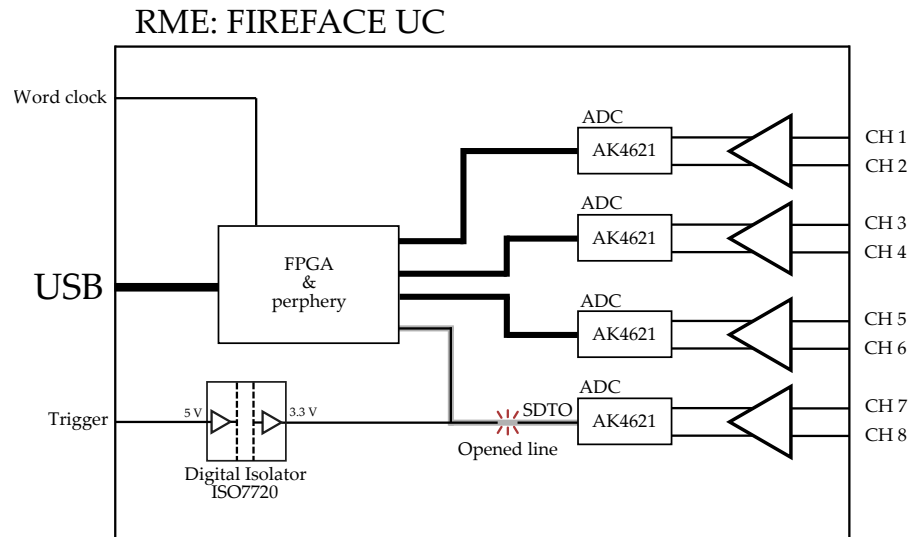 RME: FIREFACE UC
Word clock
ADC
AK4621
CH 1
CH 2
ADC
AK4621
CH 3
CH 4
FPGA
&
perphery
USB
ADC
AK4621
CH 5
CH 6
ADC
SDTO
AK4621
CH 7
CH 8
Trigger
5 V
3.3 V
Opened line
Digital Isolator
ISO7720